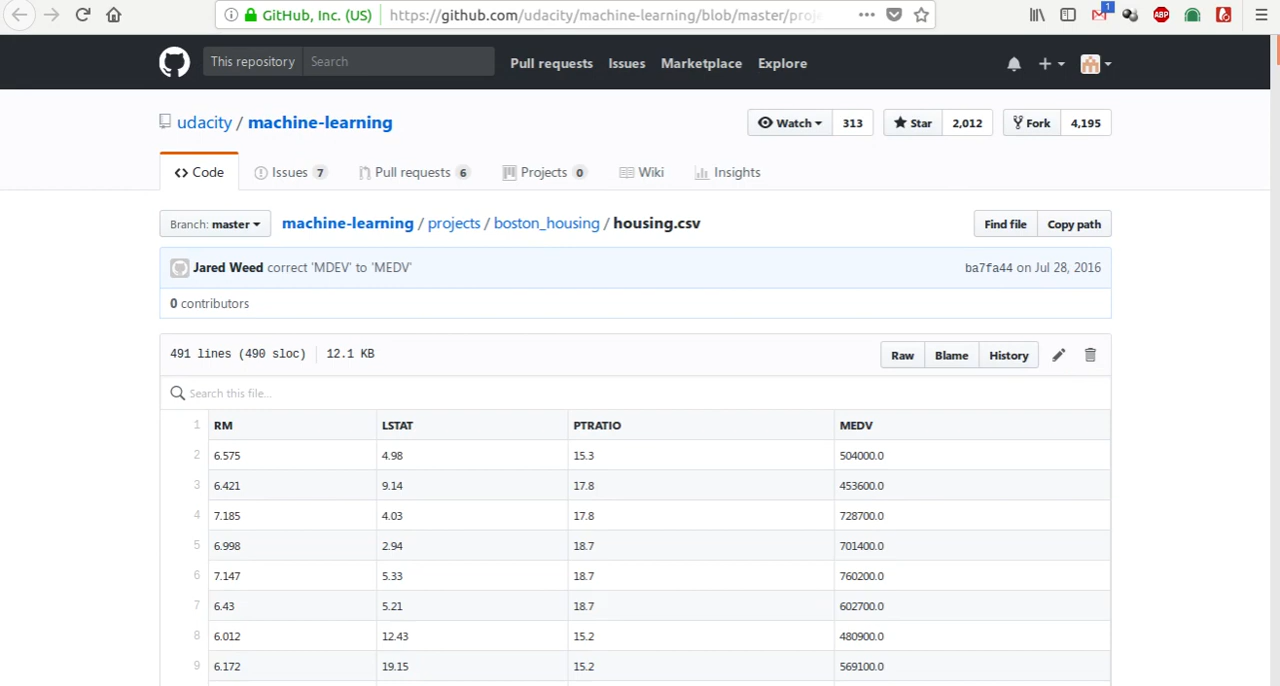 GitHub, Inc. (US) https://github.com/udacity/machine-learning/blob/master/proj
1
ABP
This repository Search Pull requests Issues Marketplace Explore
udacity / machine-learning Watch 313 Star 2,012 Fork 4,195
Code Issues 7 Pull requests 6 Projects 0 Wiki Insights
Branch: master machine-learning / projects / boston_housing / housing.csv Find file Copy path
Jared Weed correct 'MDEV' to 'MEDV' ba7fa44 on Jul 28, 2016
0 contributors
491 lines (490 sloc) 12.1 KB Raw Blame History
Search this file...
1 RM LSTAT PTRATIO MEDV
2 6.575 4.98 15.3 504000.0
3 6.421 9.14 17.8 453600.0
4 7.185 4.03 17.8 728700.0
5 6.998 2.94 18.7 701400.0
6 7.147 5.33 18.7 760200.0
7 6.43 5.21 18.7 602700.0
8 6.012 12.43 15.2 480900.0
9 6.172 19.15 15.2 569100.0